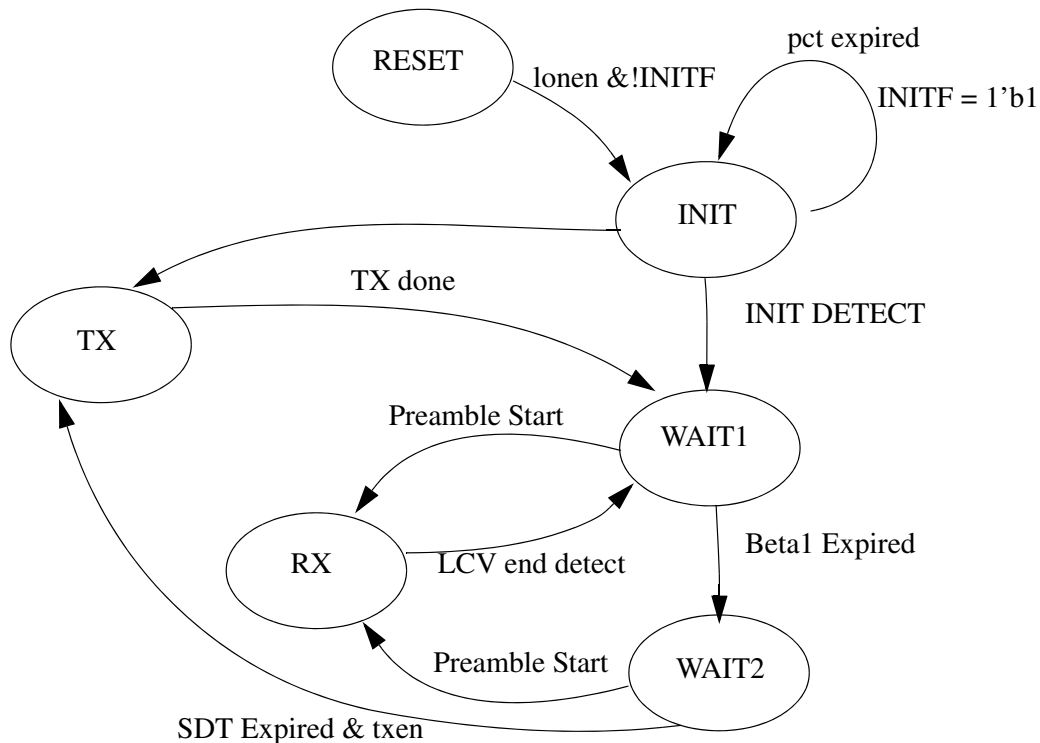 pct expired
RESET
lonen &!INITF
INITF = 1’b1
INIT
TX done
INIT DETECT
TX
Preamble Start
WAIT1
Beta1 Expired
RX
LCV end detect
Preamble Start
WAIT2
SDT Expired & txen